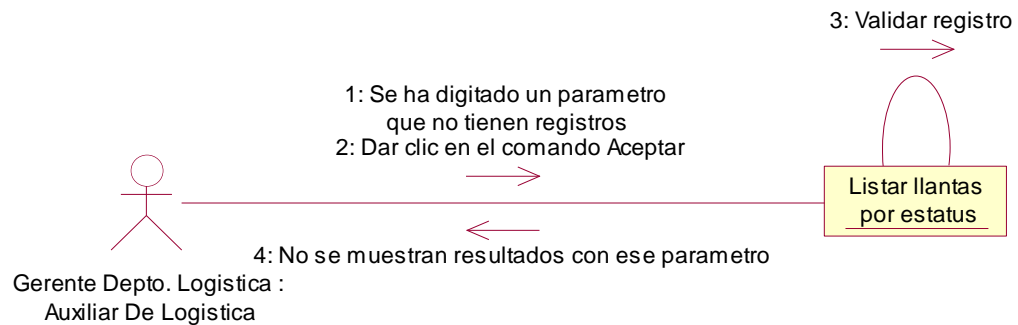 3: Validar registro
1: Se ha digitado un parametro
que no tienen registros
2: Dar clic en el comando Aceptar
Listar llantas
por estatus
4: No se muestran resultados con ese parametro
Gerente Depto. Logistica :
Auxiliar De Logistica